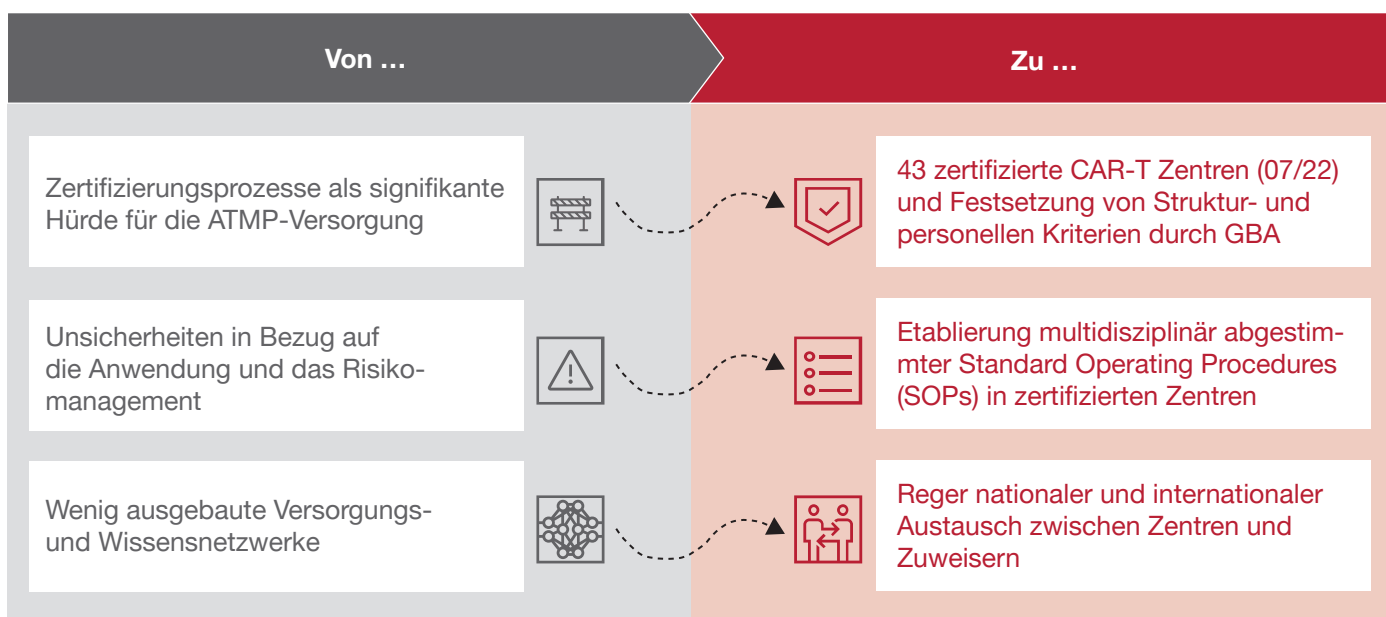 Von ...
Zu ...
Zertifizierungsprozesse als signifikante
Hürde für die ATMP-Versorgung
43 zertifizierte CAR-T Zentren (07/22)
und Festsetzung von Struktur- und
personellen Kriterien durch GBA
Unsicherheiten in Bezug auf
die Anwendung und das Risiko-
management
Etablierung multidisziplinär abgestim-
mter Standard Operating Procedures
(SOPs) in zertifizierten Zentren
Wenig ausgebaute Versorgungs-
und Wissensnetzwerke
Reger nationaler und internationaler
Austausch zwischen Zentren und
Zuweisern